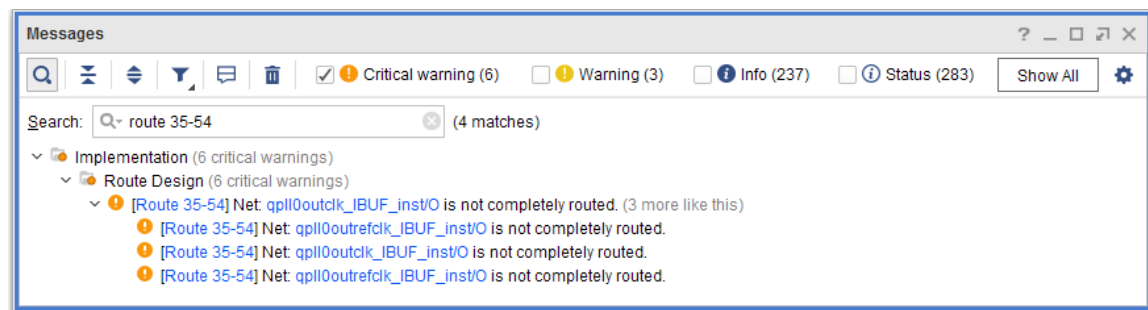 Messages
Critical warning (6) Warning (3) Info (237) Status (283) Show All
Search: route 35-54 (4 matches)
Implementation (6 critical warnings)
Route Design (6 critical warnings)
[Route 35-54] Net: qpll0outclk_IBUF_inst/O is not completely routed. (3 more like this)
[Route 35-54] Net: qpll0outrefclk_IBUF_inst/O is not completely routed.
[Route 35-54] Net: qpll0outclk_IBUF_inst/O is not completely routed.
[Route 35-54] Net: qpll0outrefclk_IBUF_inst/O is not completely routed.